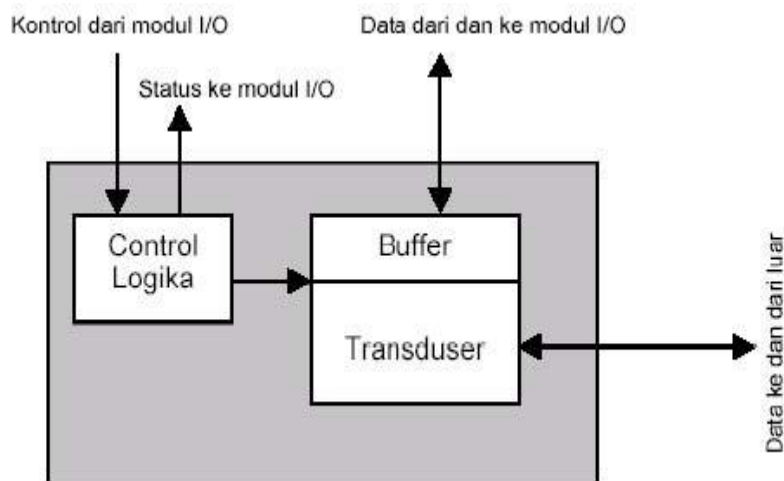 Kontrol dari modul I/O
Data dari dan ke modul I/O
Status ke modul I/O
Control
Logika
Buffer
Transduser
Data ke dan dari luar